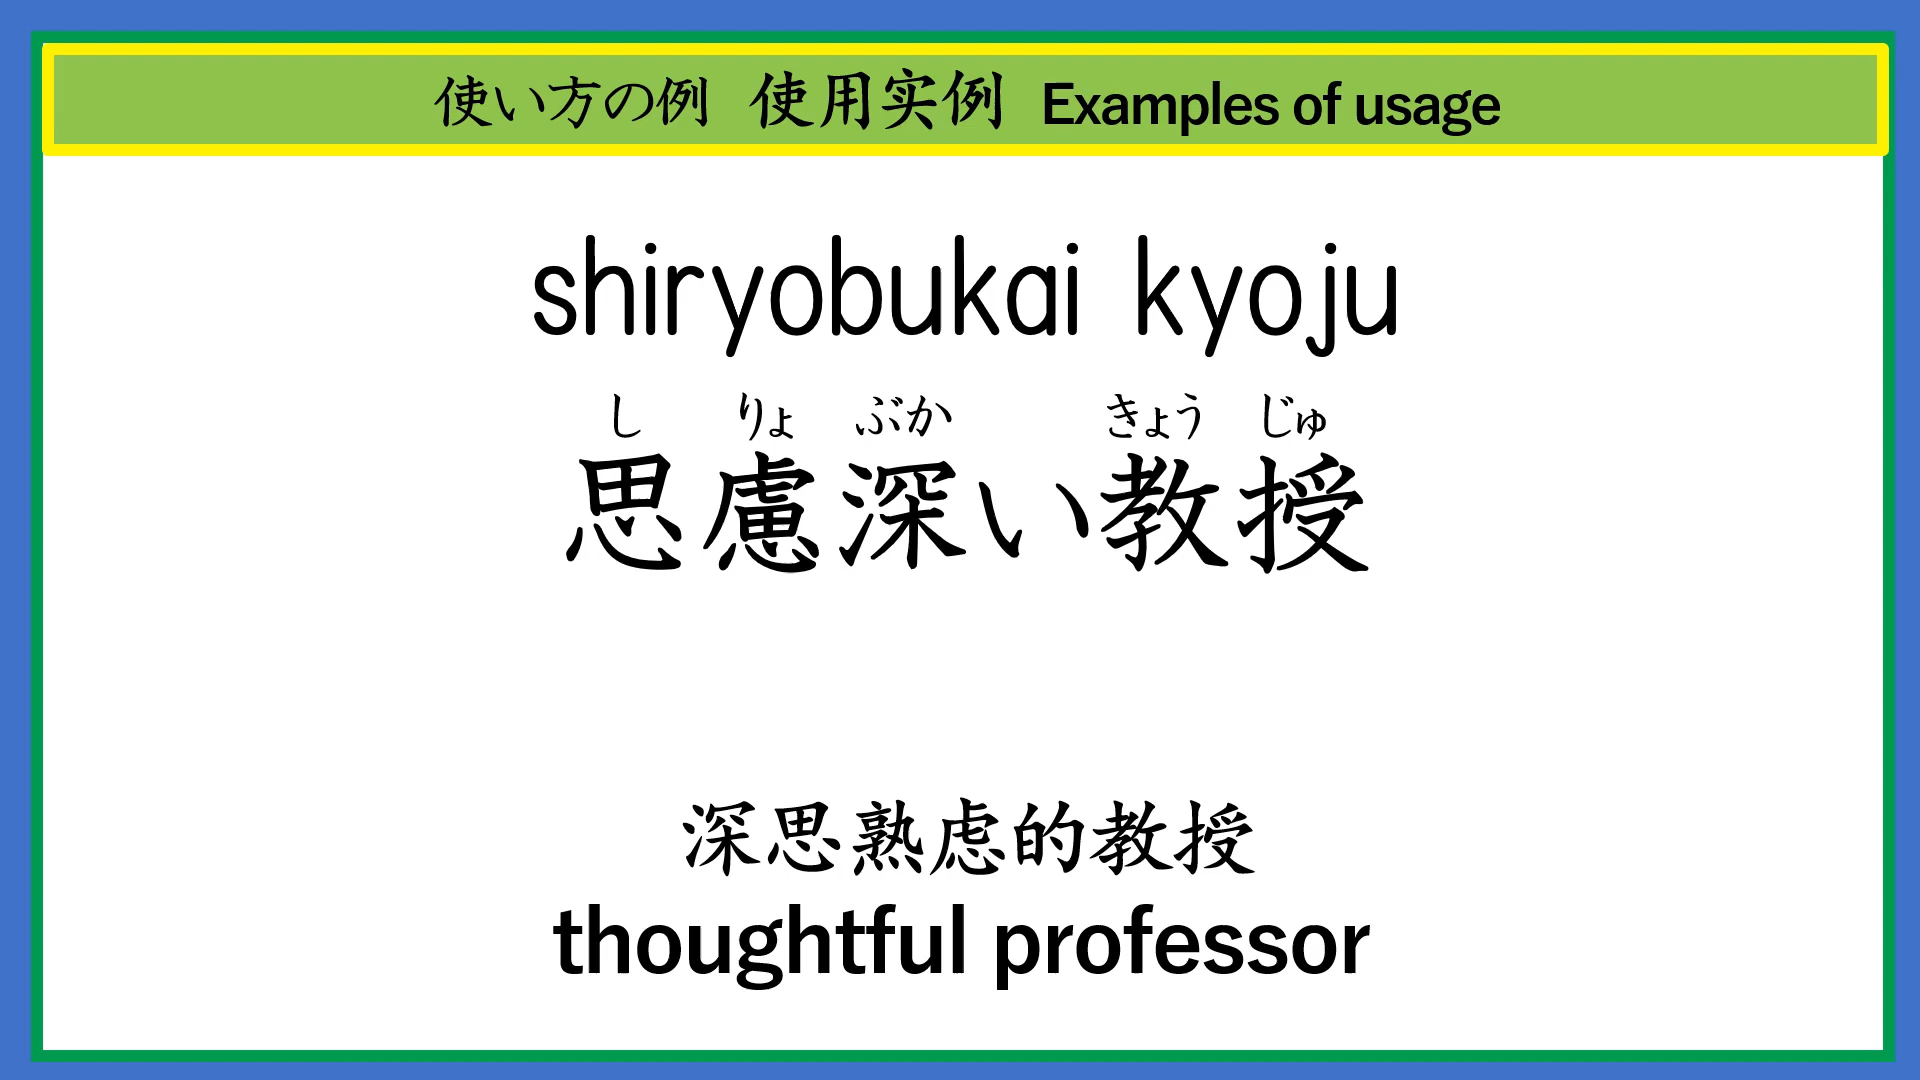 使い方の例 使用实例 Examples of usage
shiryobukai kyoju
し りょ ぶか きょう じゅ
思慮深い教授
深思熟虑的教授
thoughtful professor